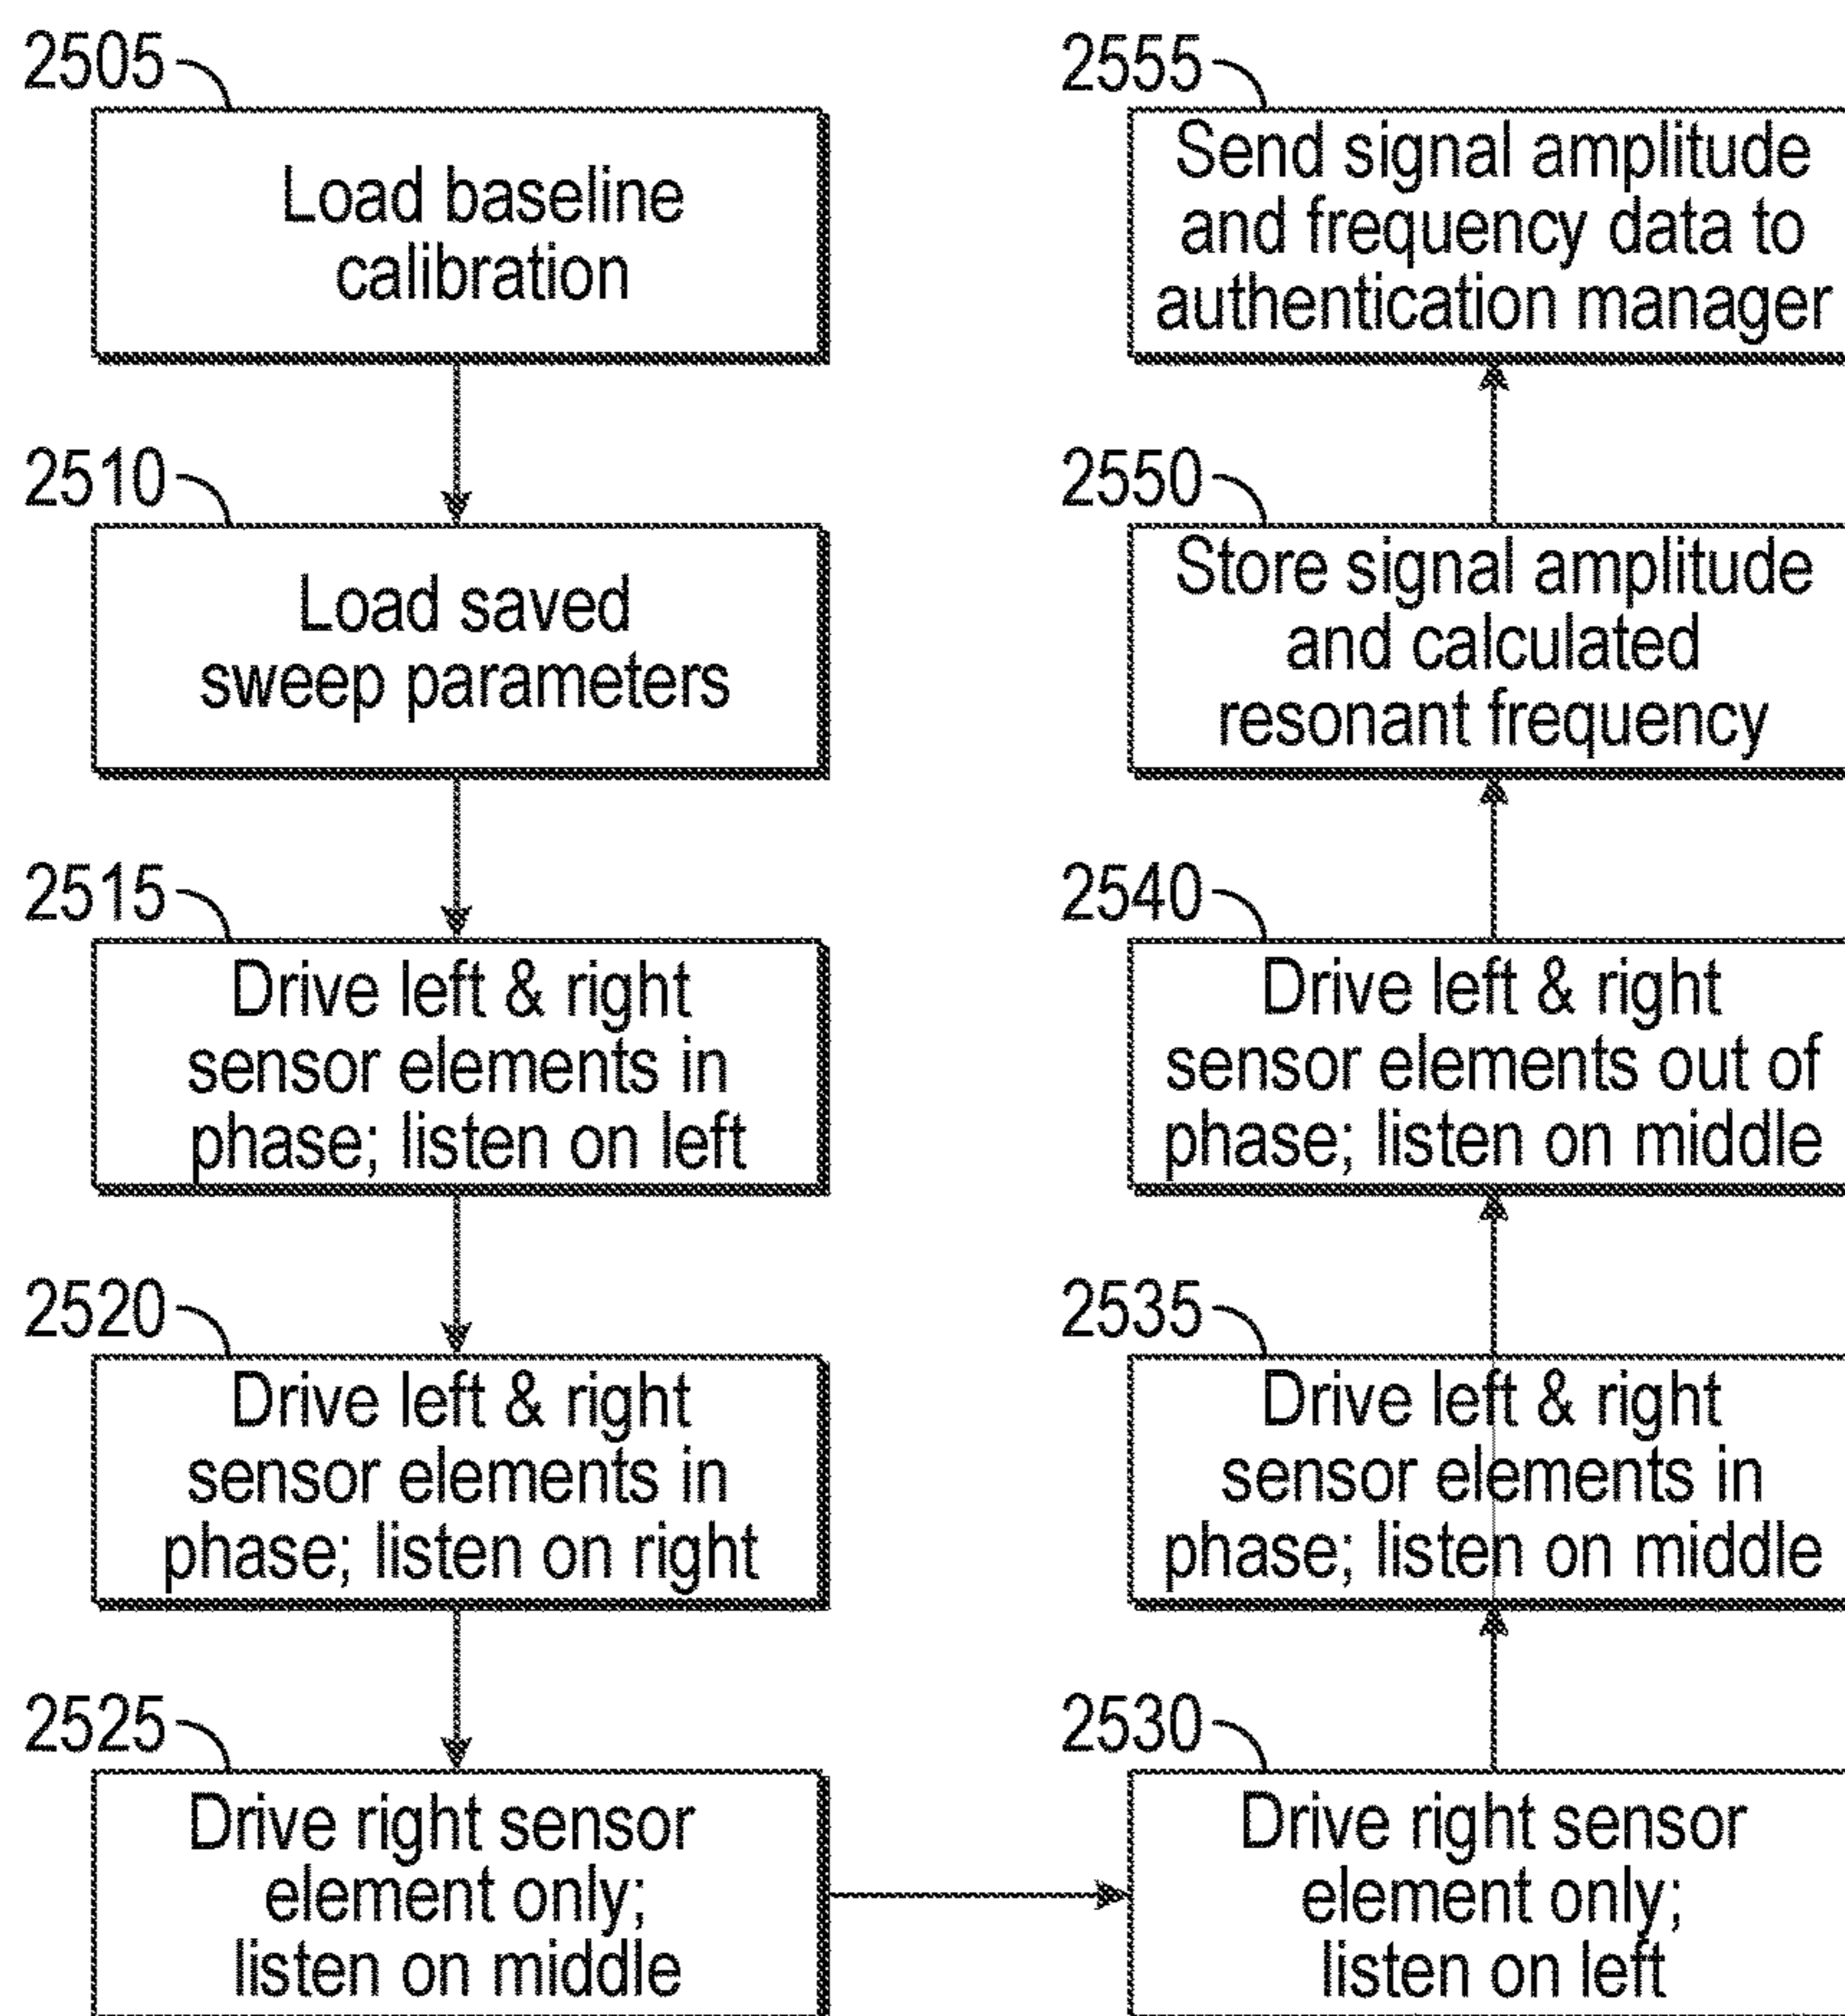 2505
Load baseline
calibration
2510
Load saved
sweep parameters
2515
Drive left & right
sensor elements in
phase; listen on left
2520
Drive left & right
sensor elements in
phase; listen on right
2525
Drive right sensor
element only;
listen on middle
2530
Drive right sensor
element only;
listen on left
2535
Drive left & right
sensor elements in
phase; listen on middle
2540
Drive left & right
sensor elements out of
phase; listen on middle
2550
Store signal amplitude
and calculated
resonant frequency
2555
Send signal amplitude
and frequency data to
authentication manager